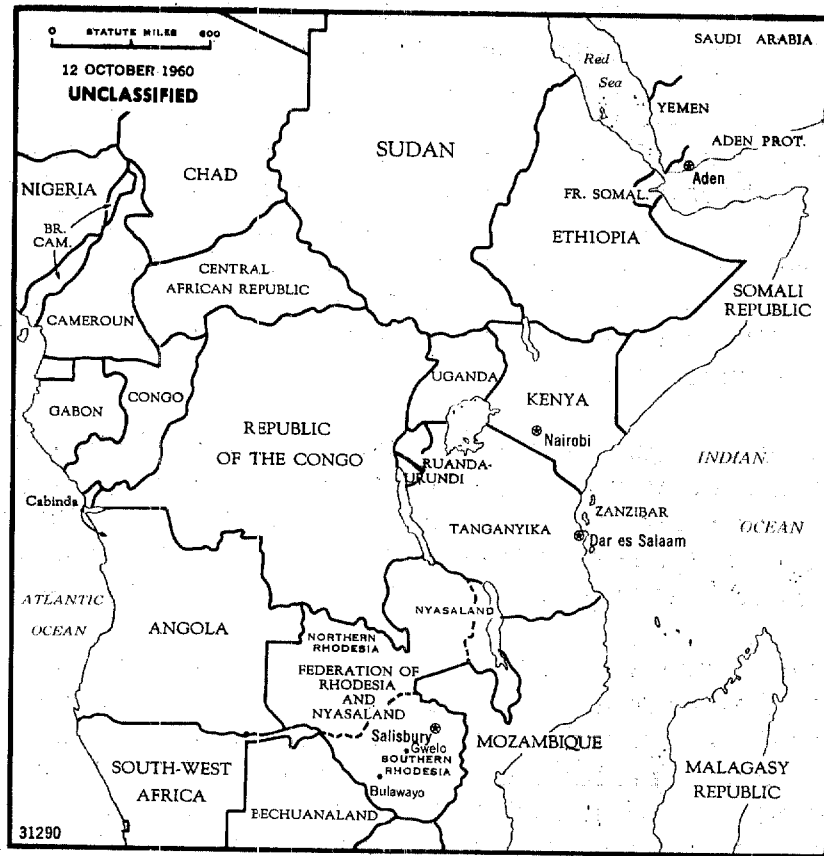 0 STATUTE MILES 600
12 OCTOBER 1960
UNCLASSIFIED
SAUDI ARABIA
Red
Sea
YEMEN
ADEN PROT.
Aden
SUDAN
CHAD
NIGERIA
BR.
CAM.
FR. SOMAL.
ETHIOPIA
CENTRAL
AFRICAN REPUBLIC
SOMALI
REPUBLIC
CAMEROUN
UGANDA
KENYA
GABON
CONGO
Nairobi
REPUBLIC
OF THE CONGO
INDIAN
OCEAN
RUANDA-
URUNDI
Cabinda
ZANZIBAR
TANGANYIKA
Dar es Salaam
ATLANTIC
OCEAN
ANGOLA
NYASALAND
NORTHERN
RHODESIA
FEDERATION OF
RHODESIA
AND
NYASALAND
Salisbury
Gwelo
SOUTHERN
RHODESIA
Bulawayo
MOZAMBIQUE
SOUTH-WEST
AFRICA
BECHUANALAND
MALAGASY
REPUBLIC
31290